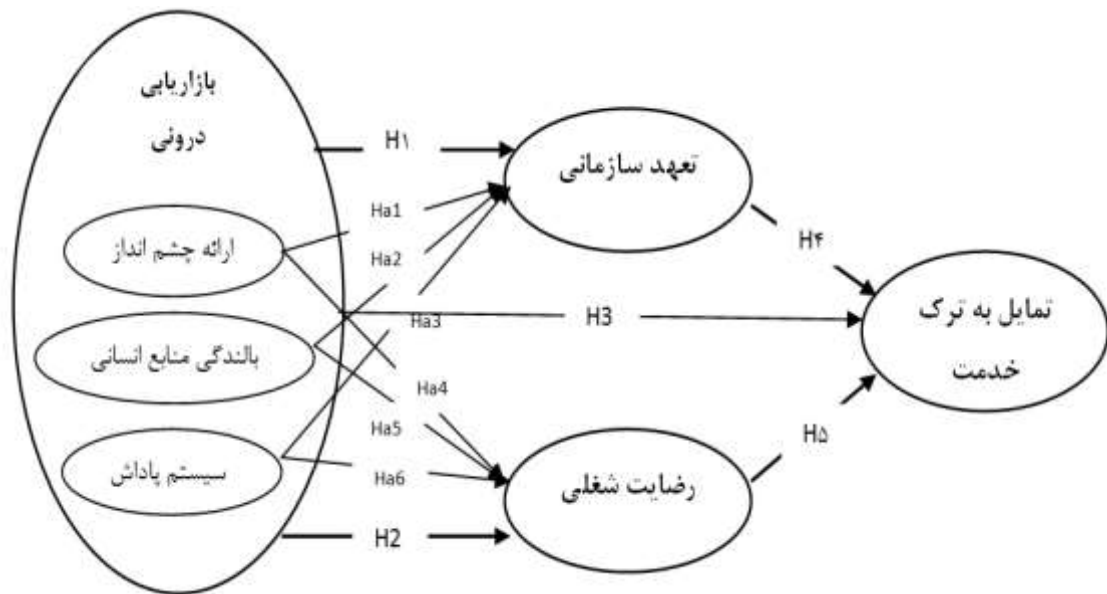 بازاریابی
درونی
ارائه چشم انداز
بالندگی منابع انسانی
سیستم پاداش
H۱
Ha1
Ha2
Ha3
H3
Ha4
Ha5
Ha6
H2
تعهد سازمانی
رضایت شغلی
H۴
H۵
تمایل به ترک
خدمت